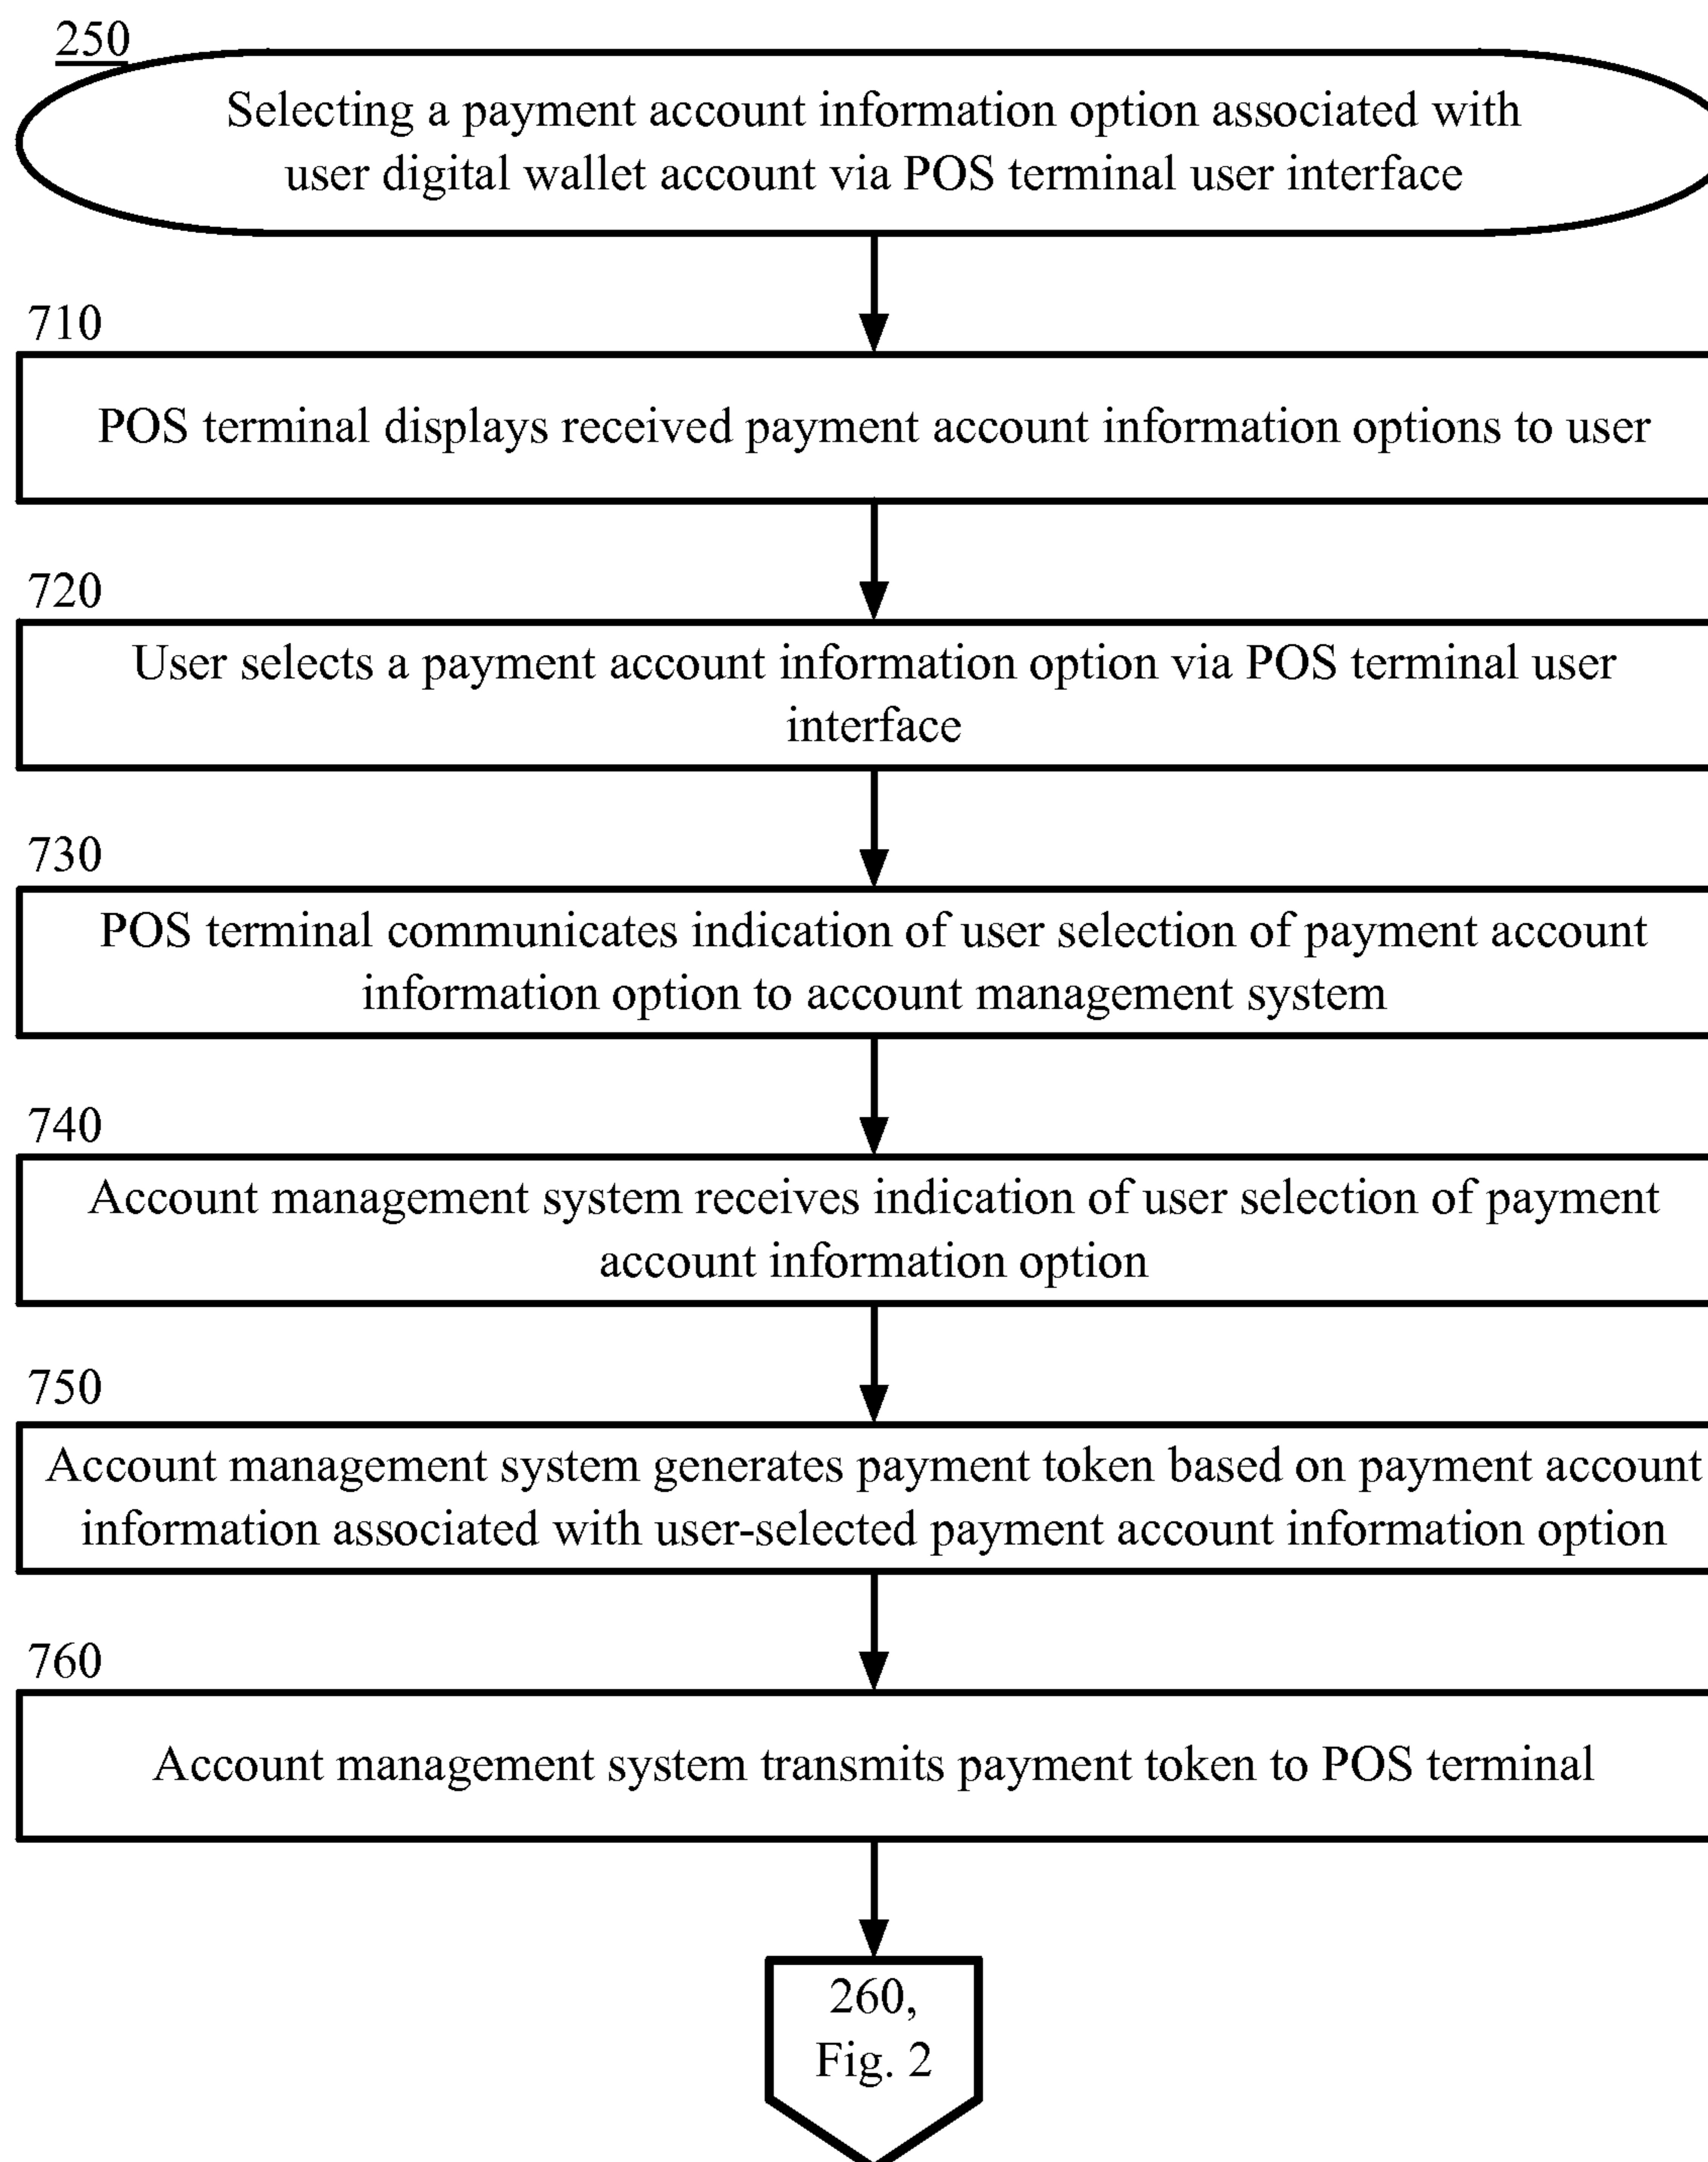 250
Selecting a payment account information option associated with
user digital wallet account via POS terminal user interface
710
POS terminal displays received payment account information options to user
720
User selects a payment account information option via POS terminal user
interface
730
POS terminal communicates indication of user selection of payment account
information option to account management system
740
Account management system receives indication of user selection of payment
account information option
750
Account management system generates payment token based on payment account
information associated with user-selected payment account information option
760
Account management system transmits payment token to POS terminal
260,
Fig. 2